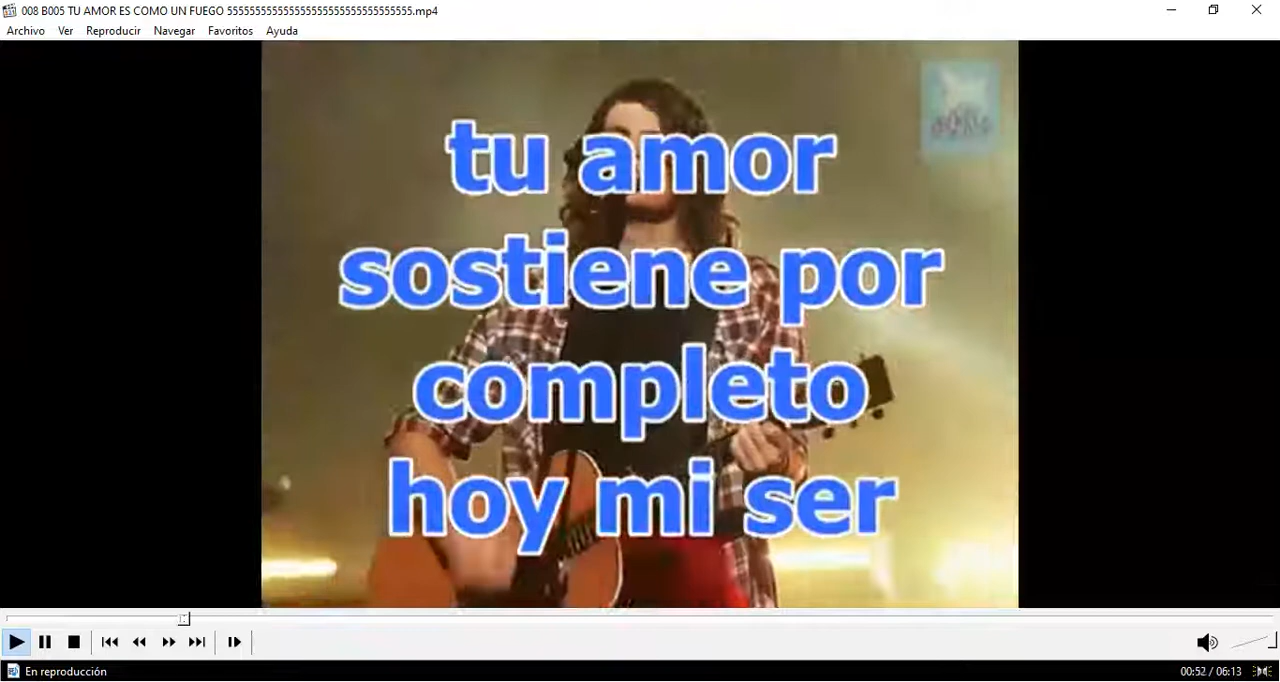 008 B005 TU AMOR ES COMO UN FUEGO 5555555555555555555555555555555555.mp4
Archivo Ver Reproducir Navegar Favoritos Ayuda
tu amor
sostiene por
completo
hoy mi ser
En reproducción 00:52 / 06:13